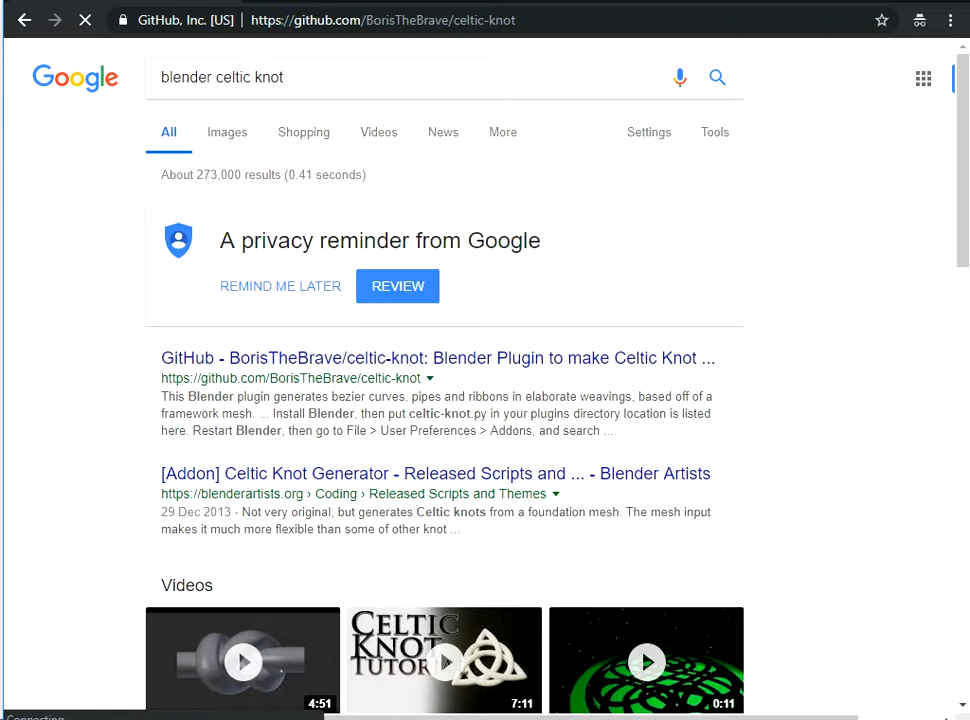 GitHub, Inc. [US] | https://github.com/BorisTheBrave/celtic-knot
Google
blender celtic knot
All Images Shopping Videos News More Settings Tools
About 273,000 results (0.41 seconds)
A privacy reminder from Google
REMIND ME LATER REVIEW
GitHub - BorisTheBrave/celtic-knot: Blender Plugin to make Celtic Knot ...
https://github.com/BorisTheBrave/celtic-knot
This Blender plugin generates bezier curves, pipes and ribbons in elaborate weavings, based off of a
framework mesh. ... Install Blender, then put celtic-knot.py in your plugins directory location is listed
here. Restart Blender, then go to File > User Preferences > Addons, and search ...
[Addon] Celtic Knot Generator - Released Scripts and ... - Blender Artists
https://blenderartists.org › Coding › Released Scripts and Themes
29 Dec 2013 - Not very original, but generates Celtic knots from a foundation mesh. The mesh input
makes it much more flexible than some of other knot ...
Videos
CELTIC
KNOT
4:51 7:11 0:11